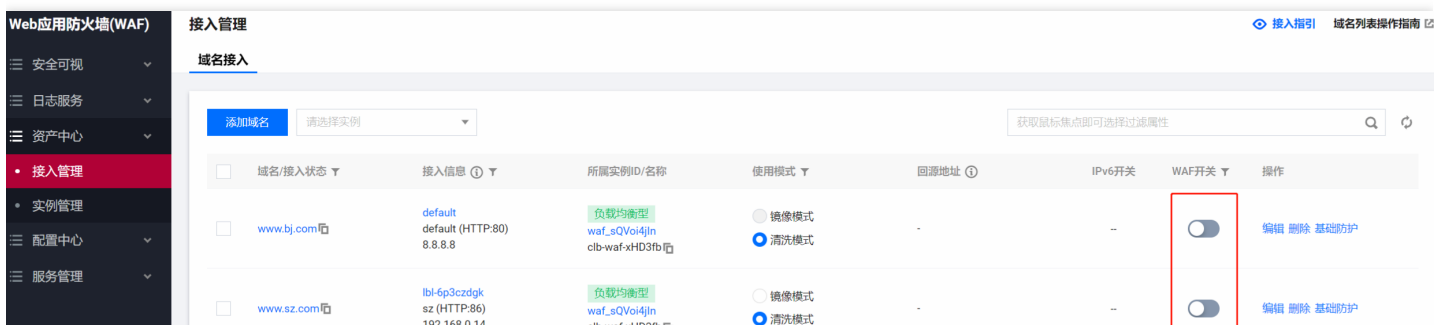 Web应用防火墙(WAF)
接入管理
接入指引
域名列表操作指南
域名接入
安全可视
日志服务
资产中心
接入管理
实例管理
配置中心
服务管理
添加域名
请选择实例
获取鼠标焦点即可选择过滤属性
域名/接入状态
接入信息
所属实例ID/名称
使用模式
回源地址
IPv6开关
WAF开关
操作
www.bj.com
default
default (HTTP:80)
8.8.8.8
负载均衡型
waf_sQVoi4jln
clb-waf-xHD3fb
镜像模式
清洗模式
-
--
编辑 删除 基础防护
www.sz.com
lbl-6p3czdgk
sz (HTTP:86)
192.168.0.14
负载均衡型
waf_sQVoi4jln
clb-waf-xHD3fb
镜像模式
清洗模式
-
--
编辑 删除 基础防护